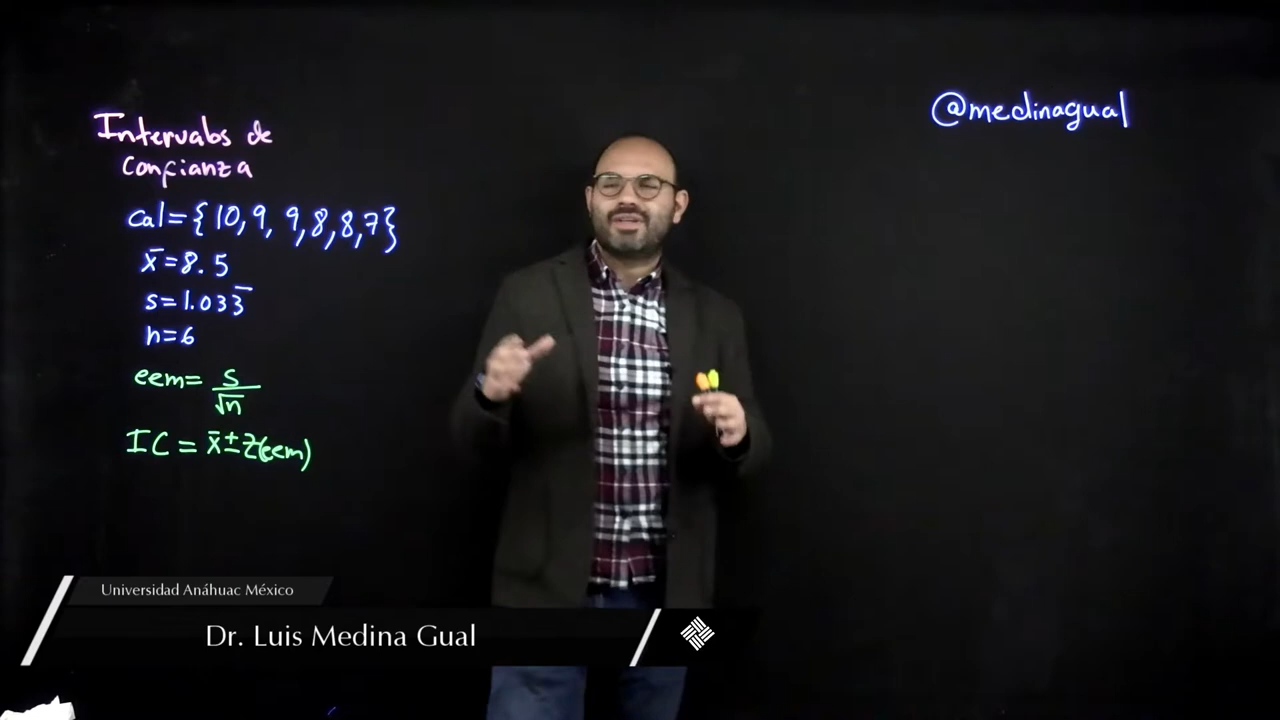 Intervalos de
Confianza
cal={10,9, 9,8,8,7}
x̄=8.5
s=1.033̅
n=6
eem= s/√n
IC = x̄±z(eem)
@medinagual
Universidad Anáhuac México
Dr. Luis Medina Gual